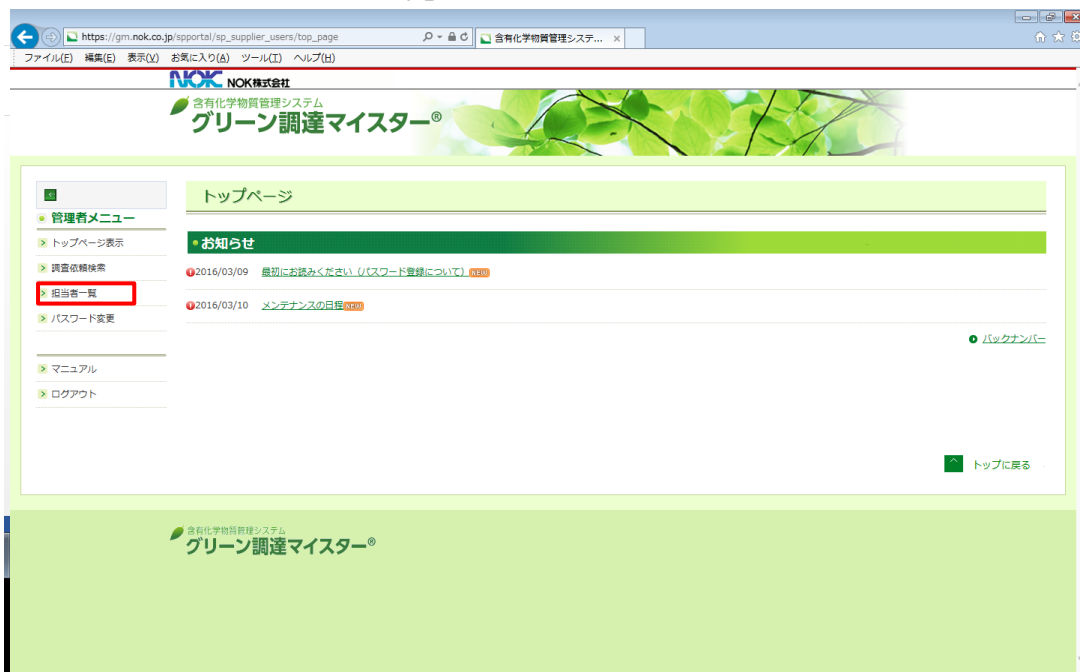 https://gm.nok.co.jp/spportal/sp_supplier_users/top_page
含有化学物質管理システ... ×
ファイル(F) 編集(E) 表示(V) お気に入り(A) ツール(T) ヘルプ(H)
NOK NOK株式会社
含有化学物質管理システム
グリーン調達マイスター®
トップページ
管理者メニュー
トップページ表示
調査依頼検索
担当者一覧
パスワード変更
マニュアル
ログアウト
お知らせ
2016/03/09 最初にお読みください（パスワード登録について） NEW
2016/03/10 メンテナンスの日程 NEW
バックナンバー
トップに戻る
含有化学物質管理システム
グリーン調達マイスター®